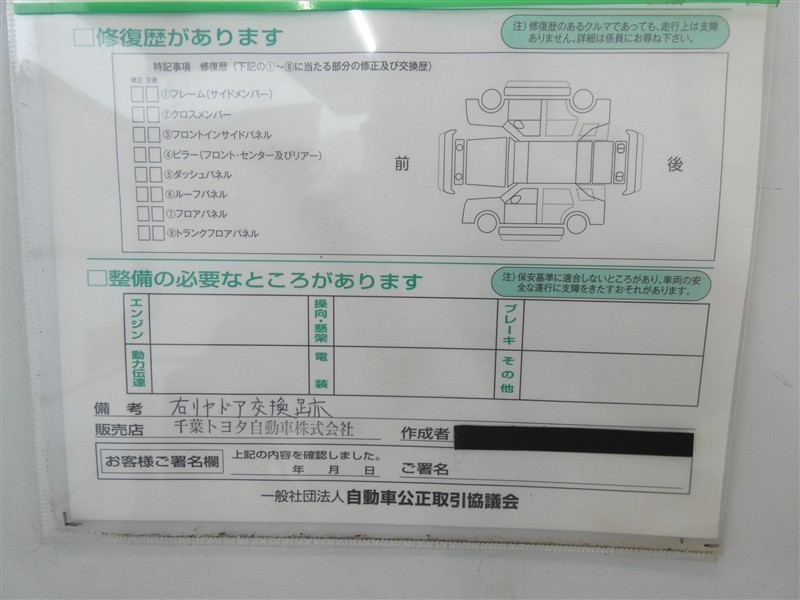 □修復歴があります
注）修復歴のあるクルマであっても、走行上は支障
ありません。詳細は係員にお尋ね下さい。
特記事項 修復歴（下記の①～⑧に当たる部分の修正及び交換歴）
修正 交換
①フレーム（サイドメンバー）
②クロスメンバー
③フロントインサイドパネル
④ピラー（フロント・センター及びリアー）
⑤ダッシュパネル
⑥ルーフパネル
⑦フロアパネル
⑧トランクフロアパネル
前
後
□整備の必要なところがあります
注）保安基準に適合しないところがあり、車両の安
全な運行に支障をきたすおそれがあります。
エンジン
操向・懸架
ブレーキ
動力伝達
電装
その他
備考 右リヤドア交換跡
販売店 千葉トヨタ自動車株式会社 作成者
お客様ご署名欄
上記の内容を確認しました。
年 月 日 ご署名
一般社団法人 自動車公正取引協議会